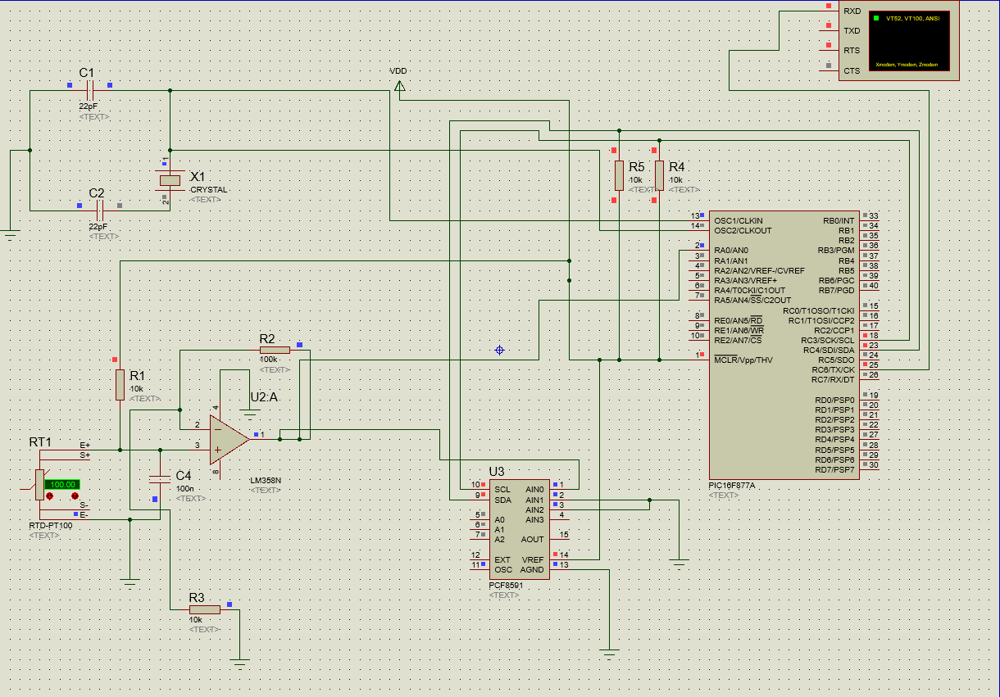 RXD
TXD
RTS
CTS
VT52, VT100, ANSI
Xmodem, Ymodem, Zmodem
VDD
C1
22pF
<TEXT>
1
2
X1
CRYSTAL
<TEXT>
C2
22pF
<TEXT>
R5
10k
<TEXT>
R4
10k
<TEXT>
13 OSC1/CLKIN
14 OSC2/CLKOUT
2 RA0/AN0
3 RA1/AN1
4 RA2/AN2/VREF-/CVREF
5 RA3/AN3/VREF+
6 RA4/T0CKI/C1OUT
7 RA5/AN4/SS/C2OUT
8 RE0/AN5/RD
9 RE1/AN6/WR
10 RE2/AN7/CS
1 MCLR/Vpp/THV
RB0/INT 33
RB1 34
RB2 35
RB3/PGM 36
RB4 37
RB5 38
RB6/PGC 39
RB7/PGD 40
RC0/T1OSO/T1CKI 15
RC1/T1OSI/CCP2 16
RC2/CCP1 17
RC3/SCK/SCL 18
RC4/SDI/SDA 23
RC5/SDO 24
RC6/TX/CK 25
RC7/RX/DT 26
RD0/PSP0 19
RD1/PSP1 20
RD2/PSP2 21
RD3/PSP3 22
RD4/PSP4 27
RD5/PSP5 28
RD6/PSP6 29
RD7/PSP7 30
PIC16F877A
<TEXT>
R2
100k
<TEXT>
R1
10k
<TEXT>
U2:A
4
2
3
1
8
LM358N
<TEXT>
RT1
E+
S+
100.00
S-
E-
RTD-PT100
<TEXT>
C4
100n
<TEXT>
U3
10 SCL
9 SDA
5 A0
6 A1
7 A2
12 EXT
11 OSC
AIN0 1
AIN1 2
AIN2 3
AIN3 4
AOUT 15
VREF 14
AGND 13
PCF8591
<TEXT>
R3
10k
<TEXT>